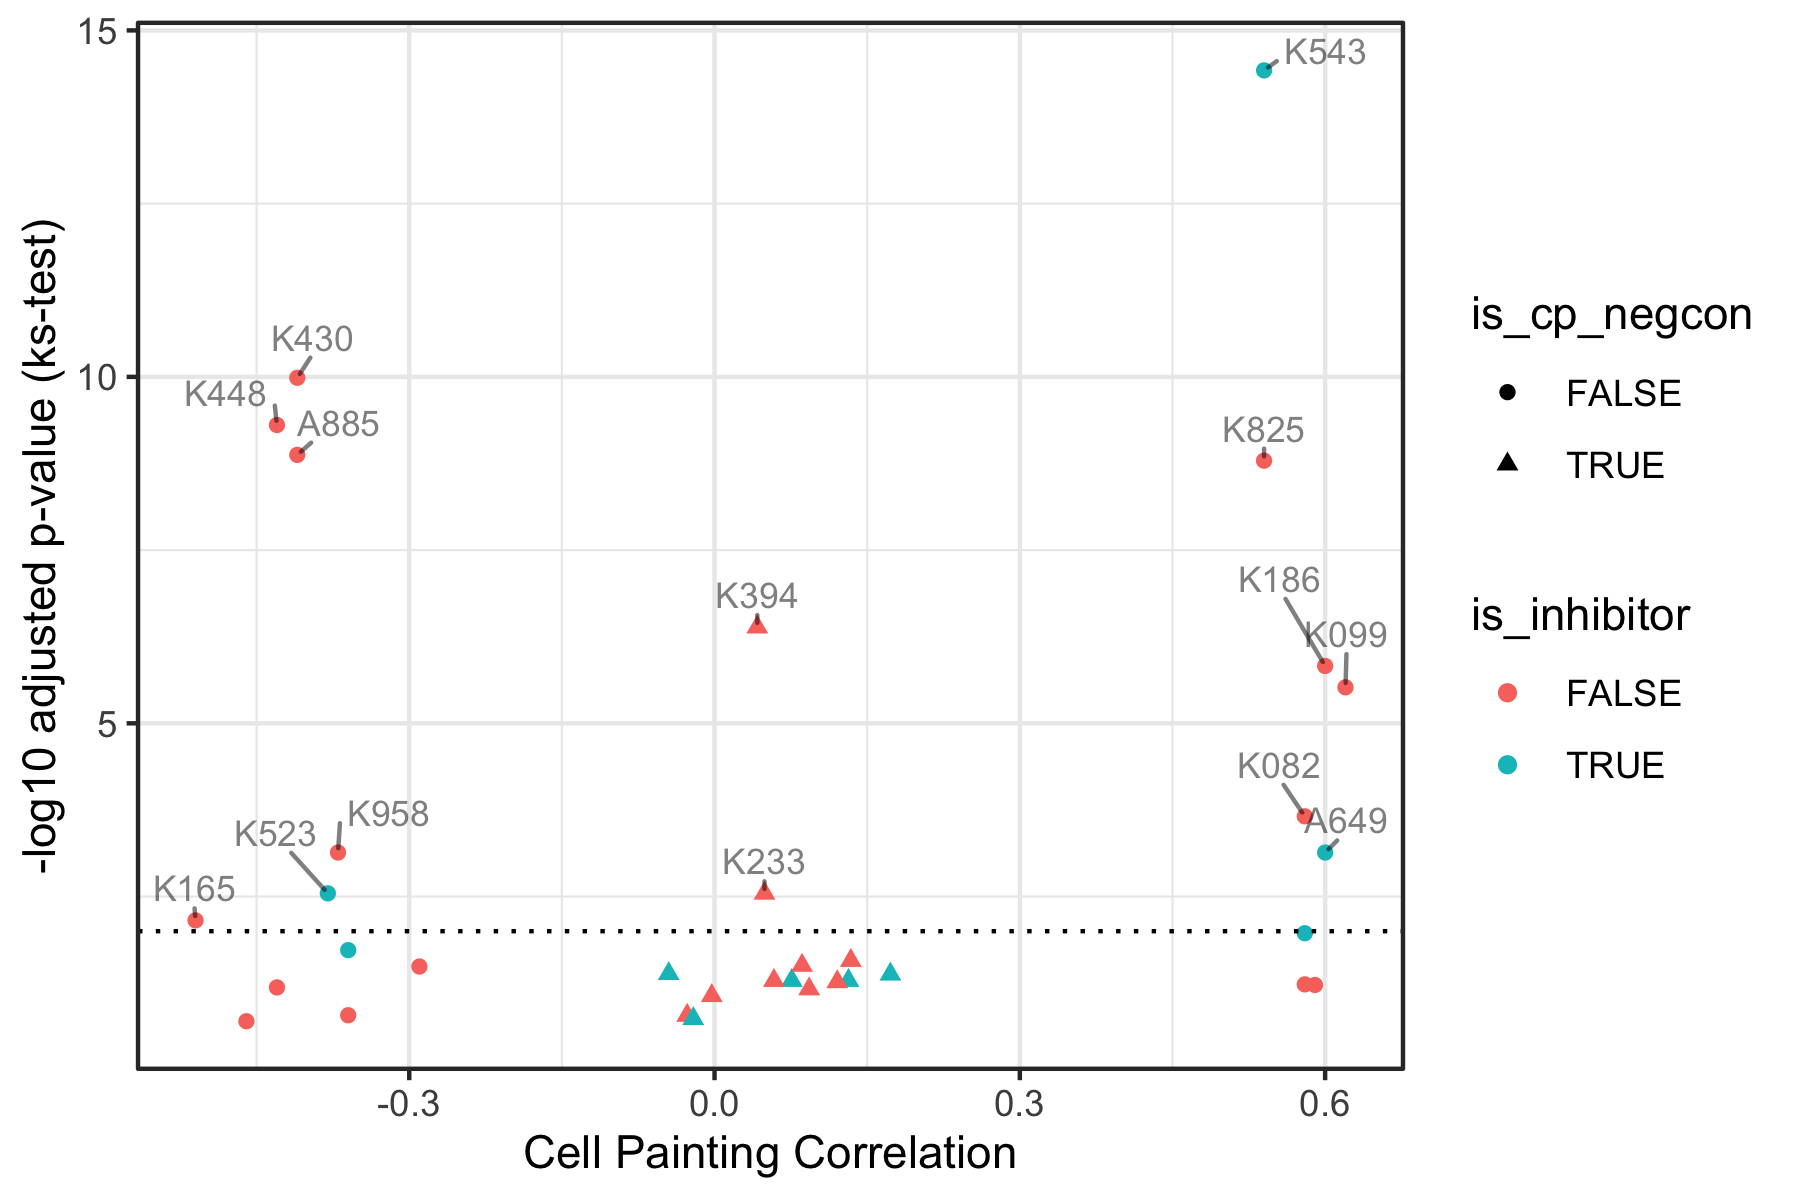 15
K543
K430
10
K448
A885
K825
K394
K186
K099
5
K082
A649
K958
K523
K233
K165
-0.3
0.0
0.3
0.6
Cell Painting Correlation
-log10 adjusted p-value (ks-test)
is_cp_negcon
FALSE
TRUE
is_inhibitor
FALSE
TRUE